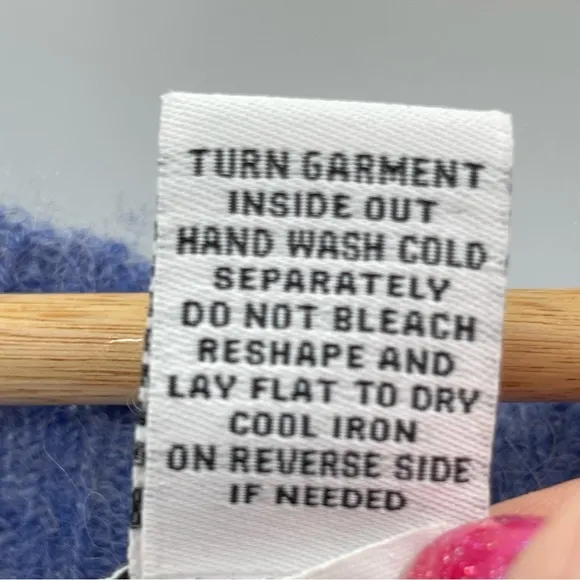 TURN GARMENT
INSIDE OUT
HAND WASH COLD
SEPARATELY
DO NOT BLEACH
RESHAPE AND
LAY FLAT TO DRY
COOL IRON
ON REVERSE SIDE
IF NEEDED